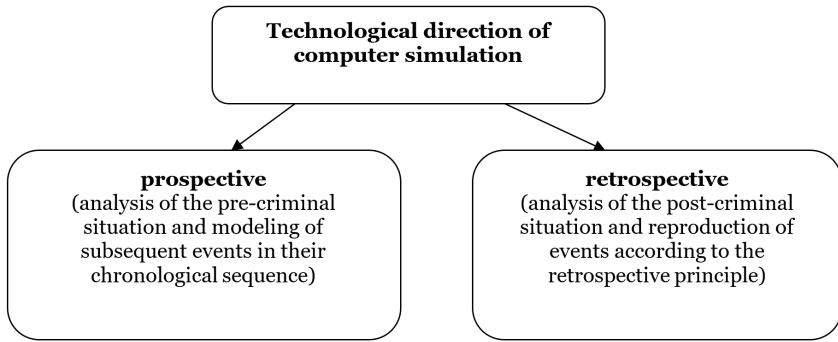 Technological direction of
computer simulation
prospective
(analysis of the pre-criminal
situation and modeling of
subsequent events in their
chronological sequence)
retrospective
(analysis of the post-criminal
situation and reproduction of
events according to the
retrospective principle)